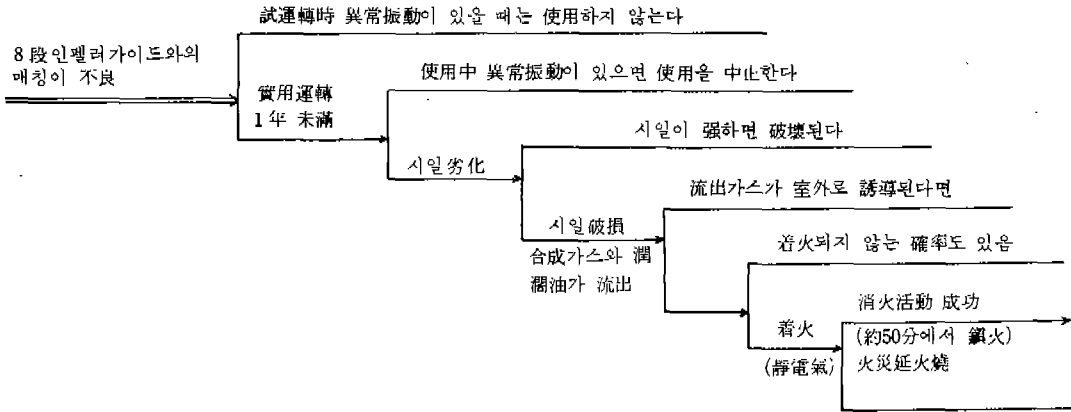 試運轉時 異常振動이 있을 때는 使用하지 않는다
8段인펠러가이드와의
매칭이 不良
使用中 異常振動이 있으면 使用을 中止한다
實用運轉
1年 未滿
시일이 强하면 破壞된다
시일劣化
流出가스가 室外로 誘導된다면
시일破損
合成가스와 潤
濶油가 流出
着火되지 않는 確率도 있음
消火活動 成功
着火
(約50分에서 鎭火)
(靜電氣)
火災延火燒